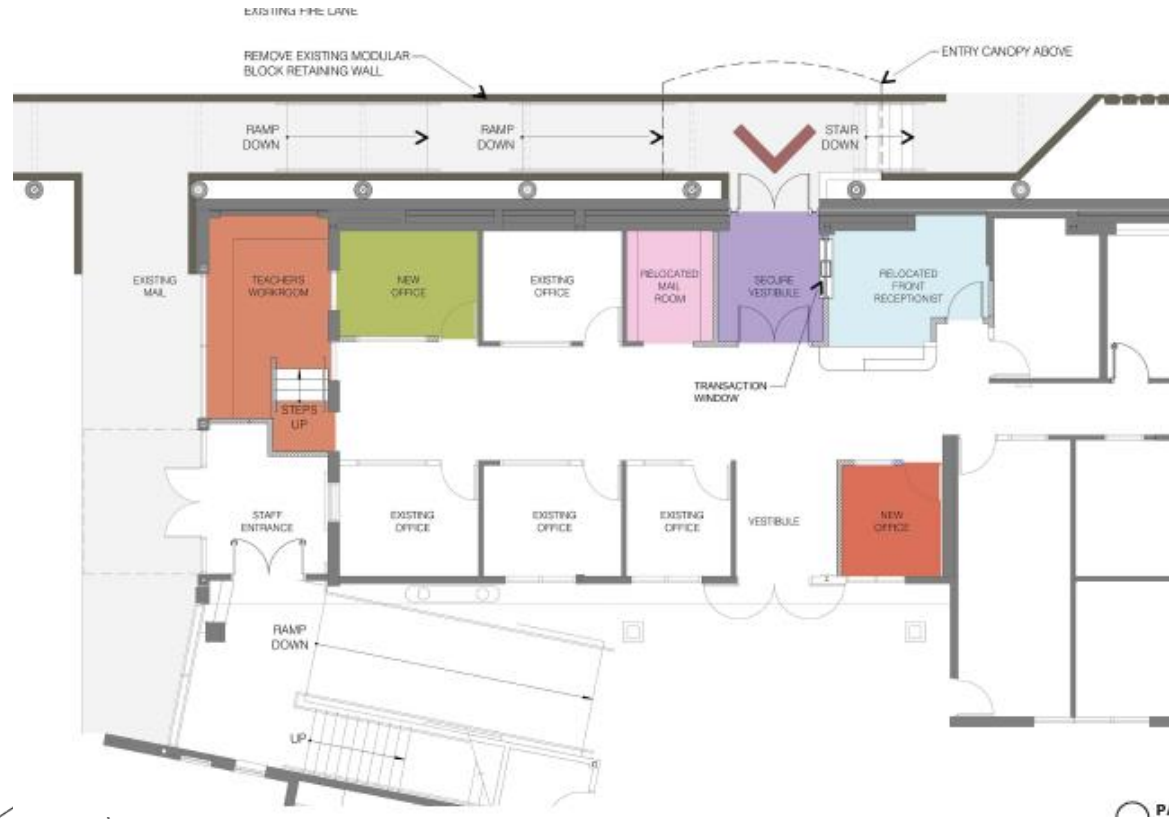 EXISTING FIRE LANE
REMOVE EXISTING MODULAR
BLOCK RETAINING WALL
ENTRY CANOPY ABOVE
RAMP
DOWN
RAMP
DOWN
STAIR
DOWN
EXISTING
MAIL
TEACHERS
WORKROOM
NEW
OFFICE
EXISTING
OFFICE
RELOCATED
MAIL
ROOM
SECURE
VESTIBULE
RELOCATED
FRONT
RECEPTIONIST
TRANSACTION
WINDOW
STEPS
UP
STAFF
ENTRANCE
EXISTING
OFFICE
EXISTING
OFFICE
EXISTING
OFFICE
VESTIBULE
NEW
OFFICE
RAMP
DOWN
UP